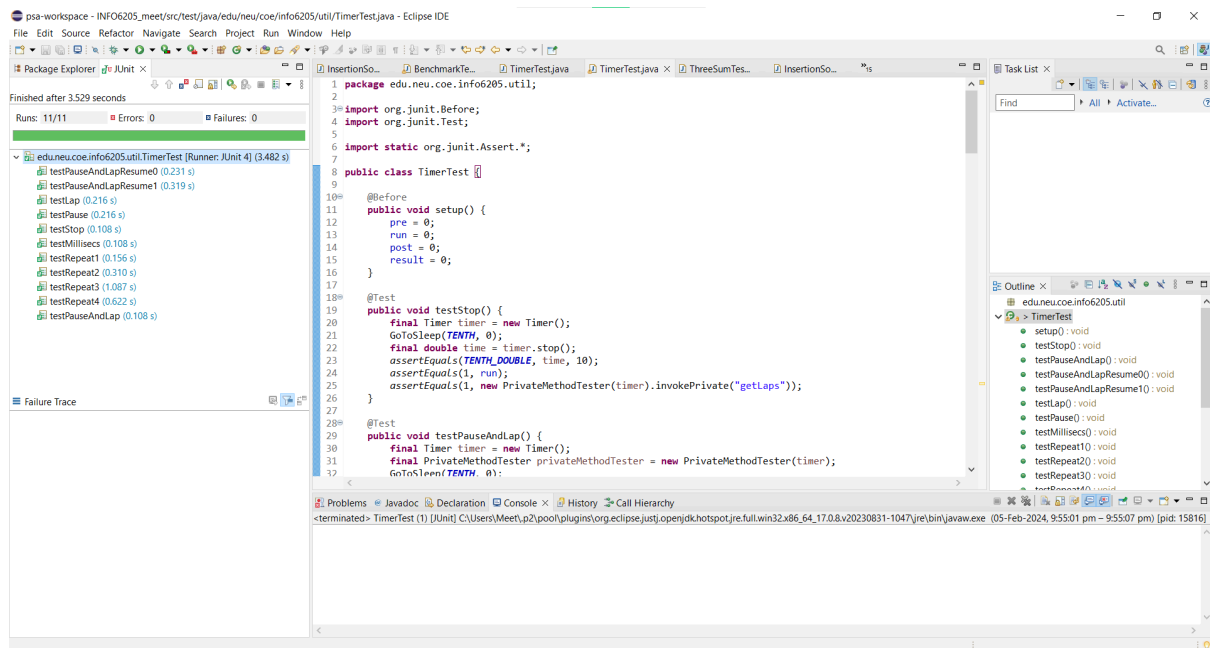 psa-workspace - INFO6205_meet/src/test/java/edu/neu/coe/info6205/util/TimerTest.java - Eclipse IDE
File Edit Source Refactor Navigate Search Project Run Window Help
Package Explorer JUnit
Finished after 3.529 seconds
Runs: 11/11 Errors: 0 Failures: 0
edu.neu.coe.info6205.util.TimerTest [Runner: JUnit 4] (3.482 s)
testPauseAndLapResume0 (0.231 s)
testPauseAndLapResume1 (0.319 s)
testLap (0.216 s)
testPause (0.216 s)
testStop (0.108 s)
testMillisecs (0.108 s)
testRepeat1 (0.156 s)
testRepeat2 (0.310 s)
testRepeat3 (1.087 s)
testRepeat4 (0.622 s)
testPauseAndLap (0.108 s)
Failure Trace
InsertionSo... BenchmarkTe... TimerTest.java TimerTest.java ThreeSumTes... InsertionSo... »15
1 package edu.neu.coe.info6205.util;
2
3 import org.junit.Before;
4 import org.junit.Test;
5
6 import static org.junit.Assert.*;
7
8 public class TimerTest {
9
10 @Before
11 public void setup() {
12 pre = 0;
13 run = 0;
14 post = 0;
15 result = 0;
16 }
17
18 @Test
19 public void testStop() {
20 final Timer timer = new Timer();
21 GoToSleep(TENTH, 0);
22 final double time = timer.stop();
23 assertEquals(TENTH_DOUBLE, time, 10);
24 assertEquals(1, run);
25 assertEquals(1, new PrivateMethodTester(timer).invokePrivate("getLaps"));
26 }
27
28 @Test
29 public void testPauseAndLap() {
30 final Timer timer = new Timer();
31 final PrivateMethodTester privateMethodTester = new PrivateMethodTester(timer);
32 GoToSleep(TENTH, 0);
Task List
Find All Activate...
Outline
edu.neu.coe.info6205.util
> TimerTest
setup() : void
testStop() : void
testPauseAndLap() : void
testPauseAndLapResume0() : void
testPauseAndLapResume1() : void
testLap() : void
testPause() : void
testMillisecs() : void
testRepeat1() : void
testRepeat2() : void
testRepeat3() : void
testRepeat4() : void
Problems Javadoc Declaration Console History Call Hierarchy
<terminated> TimerTest (1) [JUnit] C:\Users\Meet\.p2\pool\plugins\org.eclipse.justj.openjdk.hotspot.jre.full.win32.x86_64_17.0.8.v20230831-1047\jre\bin\javaw.exe (05-Feb-2024, 9:55:01 pm – 9:55:07 pm) [pid: 15816]